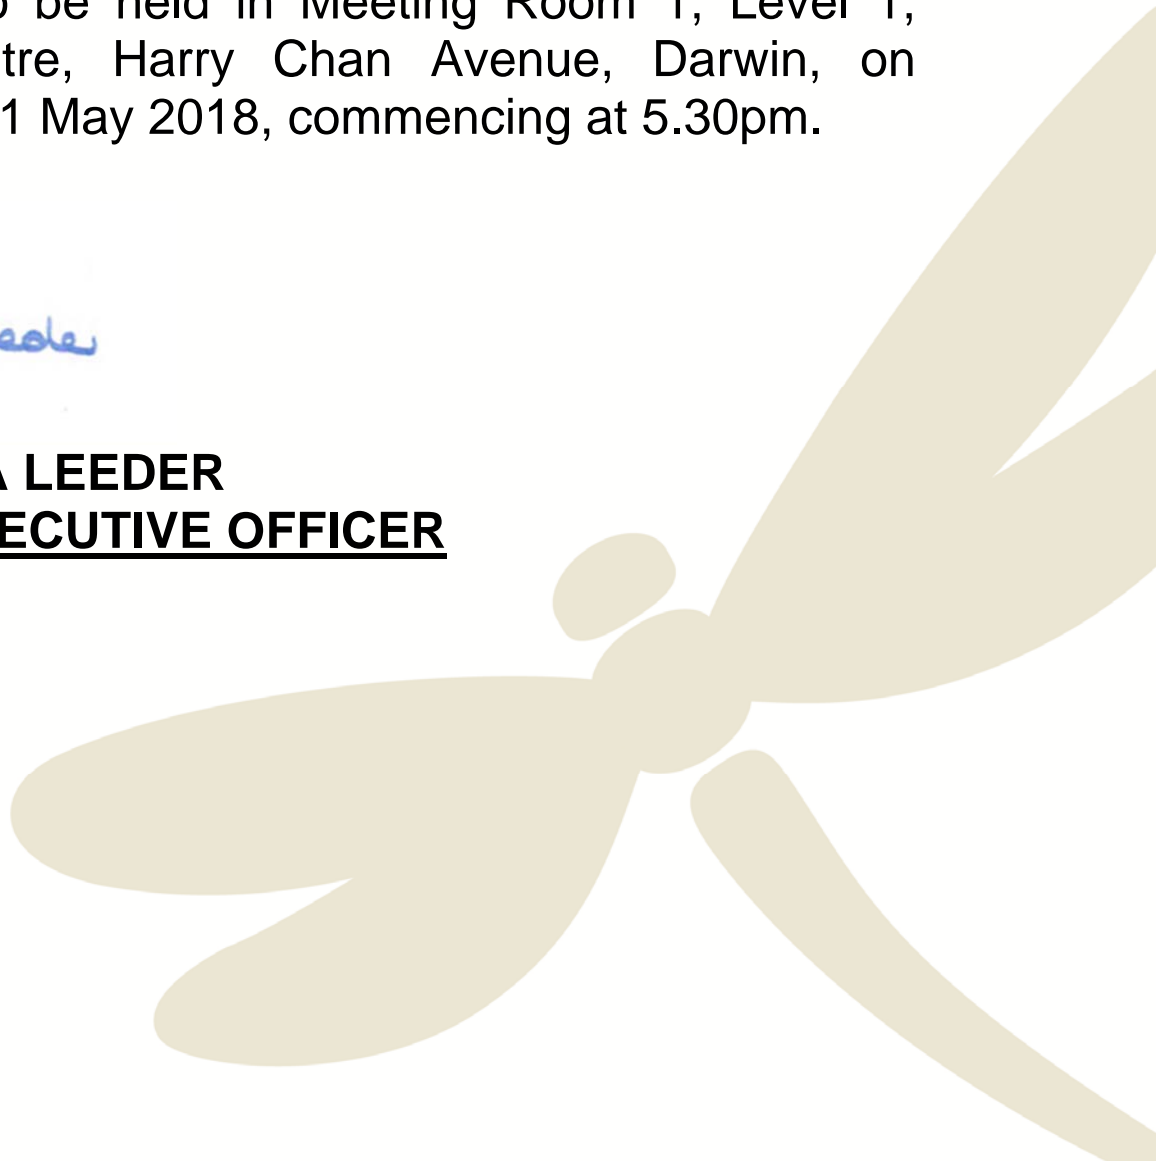 o be held in Meeting Room 1, Level 1,
tre, Harry Chan Avenue, Darwin, on
1 May 2018, commencing at 5.30pm.
eede
A LEEDER
ECUTIVE OFFICER